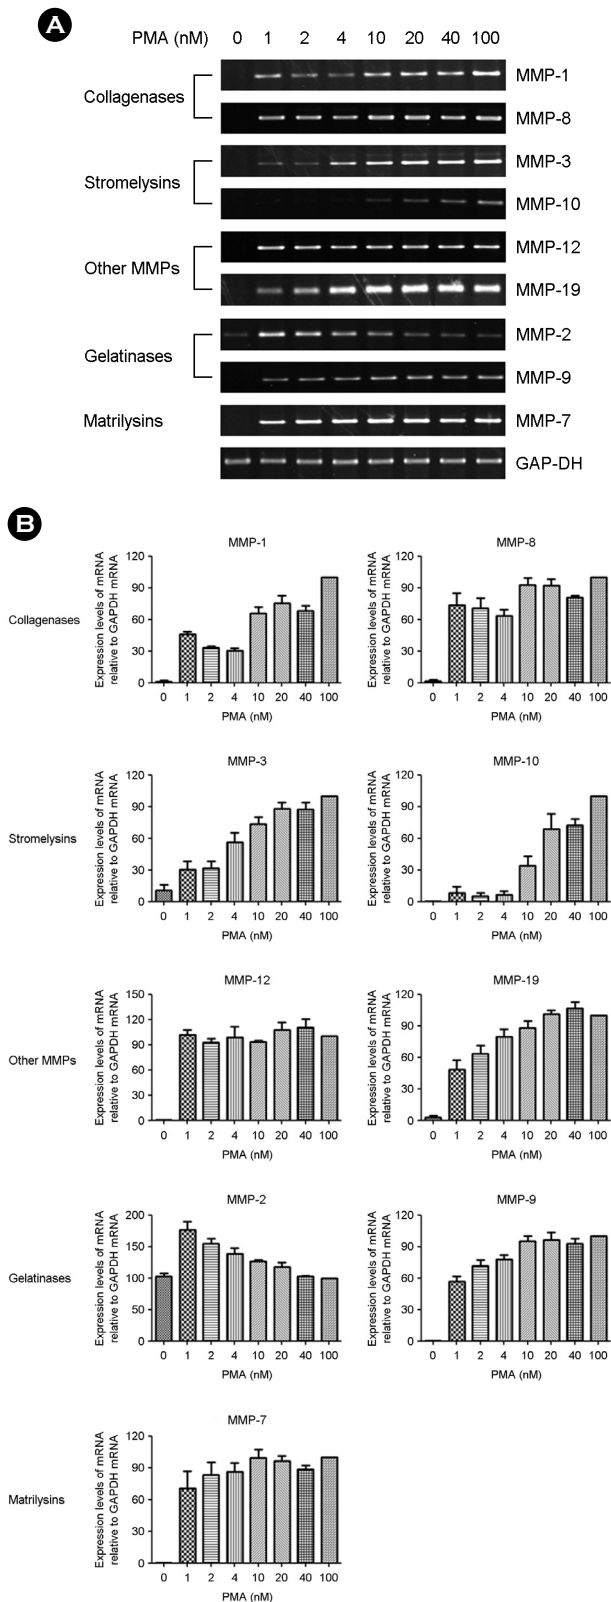 A
PMA (nM) 0 1 2 4 10 20 40 100
Collagenases
MMP-1
MMP-8
Stromelysins
MMP-3
MMP-10
Other MMPs
MMP-12
MMP-19
Gelatinases
MMP-2
MMP-9
Matrilysins
MMP-7
GAP-DH
B
Collagenases
MMP-1
Expression levels of mRNA
relative to GAPDH mRNA
120
90
60
30
0
0 1 2 4 10 20 40 100
PMA (nM)
MMP-8
Expression levels of mRNA
relative to GAPDH mRNA
120
90
60
30
0
0 1 2 4 10 20 40 100
PMA (nM)
Stromelysins
MMP-3
Expression levels of mRNA
relative to GAPDH mRNA
120
90
60
30
0
0 1 2 4 10 20 40 100
PMA (nM)
MMP-10
Expression levels of mRNA
relative to GAPDH mRNA
120
90
60
30
0
0 1 2 4 10 20 40 100
PMA (nM)
Other MMPs
MMP-12
Expression levels of mRNA
relative to GAPDH mRNA
150
120
90
60
30
0
0 1 2 4 10 20 40 100
PMA (nM)
MMP-19
Expression levels of mRNA
relative to GAPDH mRNA
120
90
60
30
0
0 1 2 4 10 20 40 100
PMA (nM)
Gelatinases
MMP-2
Expression levels of mRNA
relative to GAPDH mRNA
200
150
100
50
0
0 1 2 4 10 20 40 100
PMA (nM)
MMP-9
Expression levels of mRNA
relative to GAPDH mRNA
120
90
60
30
0
0 1 2 4 10 20 40 100
PMA (nM)
Matrilysins
MMP-7
Expression levels of mRNA
relative to GAPDH mRNA
120
90
60
30
0
0 1 2 4 10 20 40 100
PMA (nM)